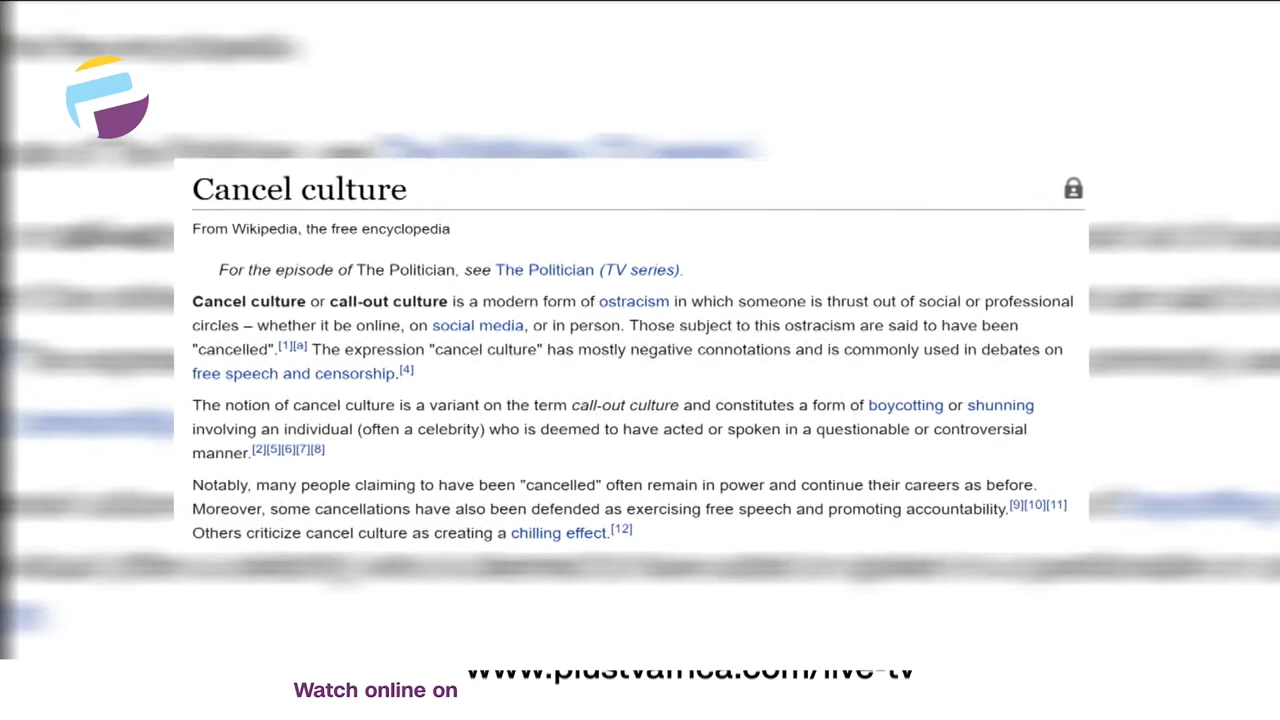 Cancel culture
From Wikipedia, the free encyclopedia
For the episode of The Politician, see The Politician (TV series).
Cancel culture or call-out culture is a modern form of ostracism in which someone is thrust out of social or professional
circles – whether it be online, on social media, or in person. Those subject to this ostracism are said to have been
"cancelled".[1][a] The expression "cancel culture" has mostly negative connotations and is commonly used in debates on
free speech and censorship.[4]
The notion of cancel culture is a variant on the term call-out culture and constitutes a form of boycotting or shunning
involving an individual (often a celebrity) who is deemed to have acted or spoken in a questionable or controversial
manner.[2][5][6][7][8]
Notably, many people claiming to have been "cancelled" often remain in power and continue their careers as before.
Moreover, some cancellations have also been defended as exercising free speech and promoting accountability.[9][10][11]
Others criticize cancel culture as creating a chilling effect.[12]
Watch online on www.plustvafrica.com/live-tv